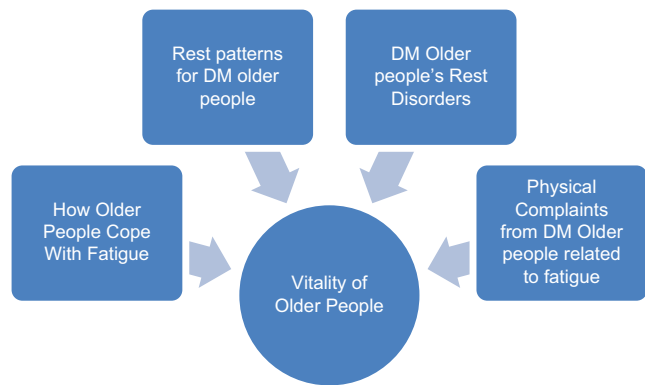 Rest patterns
for DM older
people
DM Older
people's Rest
Disorders
How Older
People Cope
With Fatigue
Physical
Complaints
from DM Older
people related
to fatigue
Vitality of
Older People